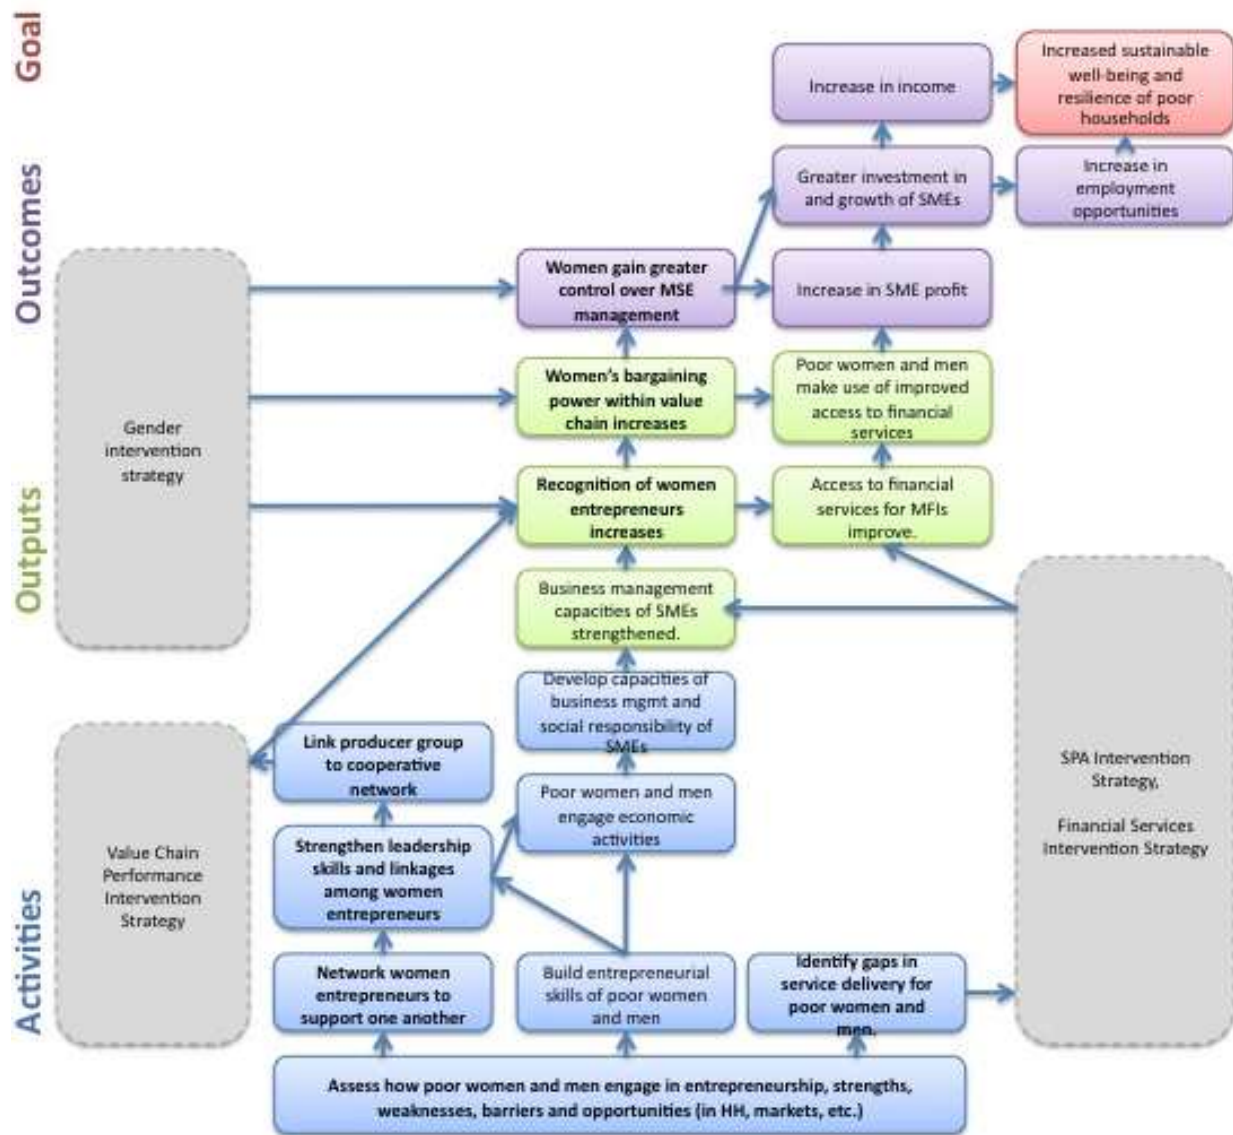 Goal
Increase in income
Increased sustainable
well-being and
resilience of poor
households
Outcomes
Greater investment in
and growth of SMEs
Increase in
employment
opportunities
Women gain greater
control over MSE
management
Increase in SME profit
Gender
intervention
strategy
Women's bargaining
power within value
chain increases
Poor women and men
make use of improved
access to financial
services
Outputs
Recognition of women
entrepreneurs
increases
Access to financial
services for MFIs
improve.
Business management
capacities of SMEs
strengthened.
Develop capacities of
business mgmt and
social responsibility of
SMEs
Link producer group
to cooperative
network
Poor women and men
engage economic
activities
SPA Intervention
Strategy,
Financial Services
Intervention Strategy
Value Chain
Performance
Intervention
Strategy
Strengthen leadership
skills and linkages
among women
entrepreneurs
Activities
Network women
entrepreneurs to
support one another
Build entrepreneurial
skills of poor women
and men
Identify gaps in
service delivery for
poor women and
men.
Assess how poor women and men engage in entrepreneurship, strengths,
weaknesses, barriers and opportunities (in HH, markets, etc.)